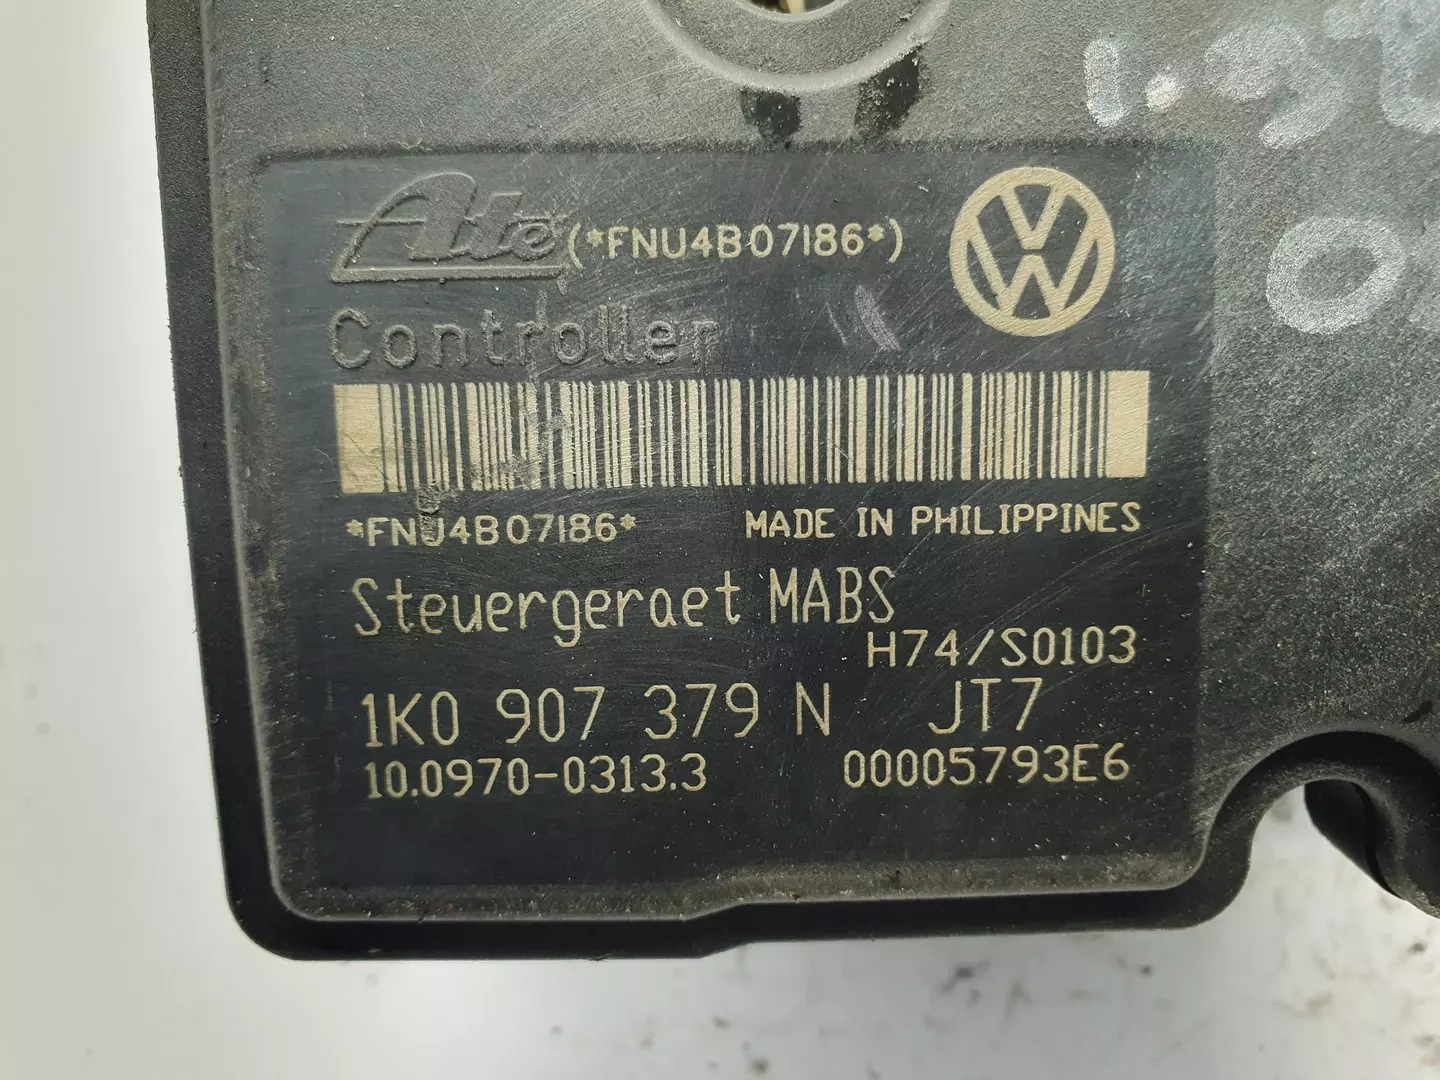 Ate (*FNU4B07186*)
Controller
*FNU4B07186* MADE IN PHILIPPINES
Steuergeraet MABS
H74/S0103
1K0 907 379 N JT7
10.0970-0313.3 00005793E6